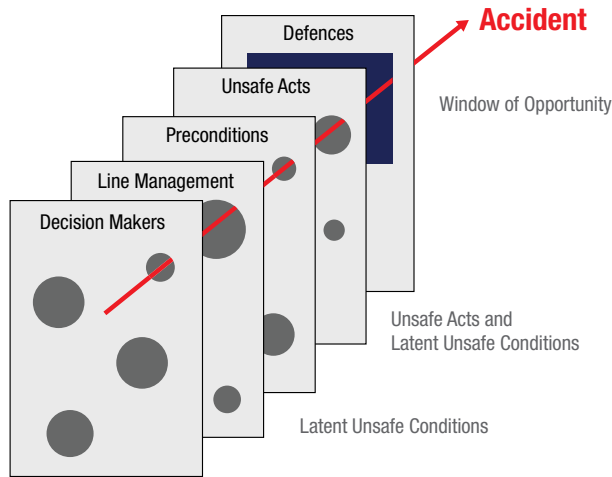 Accident
Defences
Window of Opportunity
Unsafe Acts
Preconditions
Line Management
Decision Makers
Unsafe Acts and
Latent Unsafe Conditions
Latent Unsafe Conditions